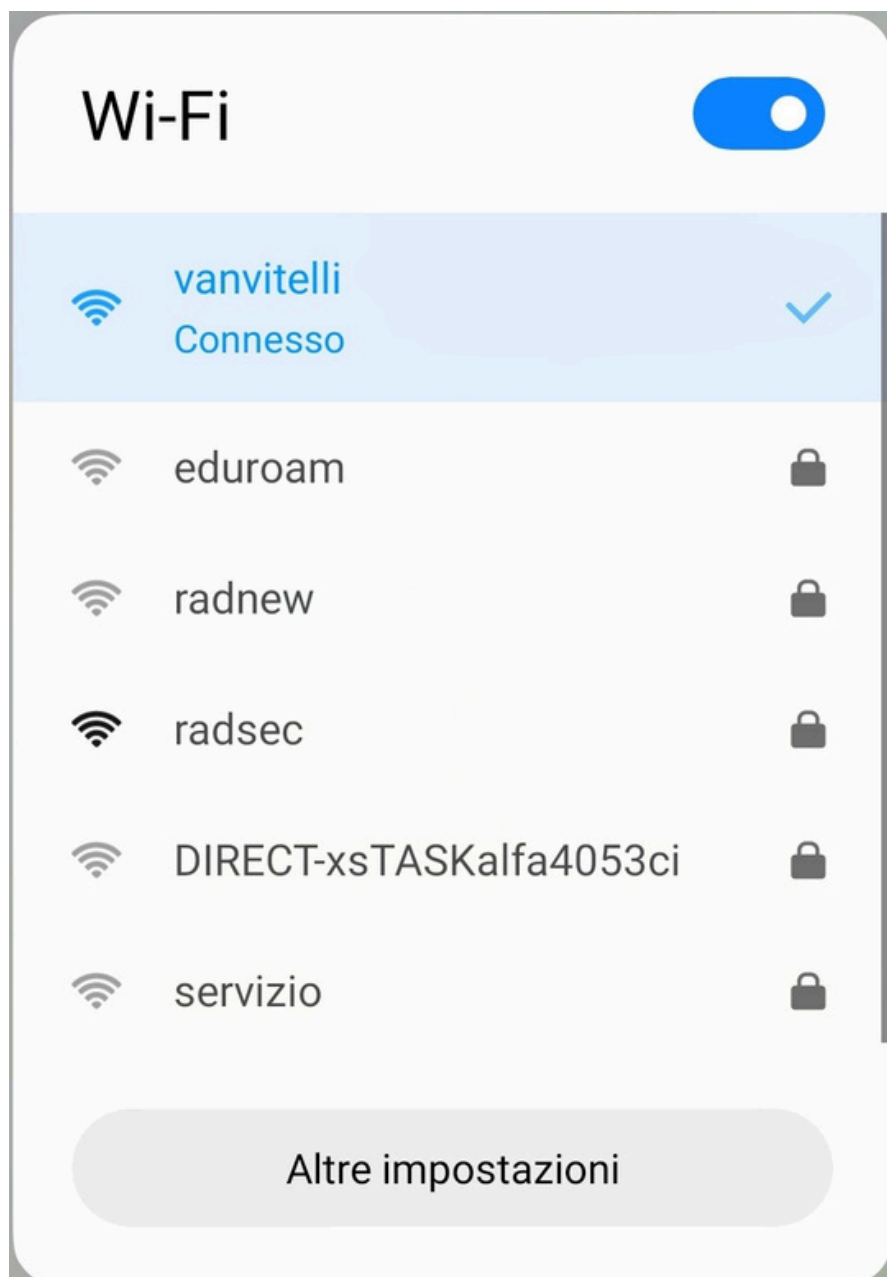 Wi-Fi
vanvitelli
Connesso
eduroam
radnew
radsec
DIRECT-xsTASKalfa4053ci
servizio
Altre impostazioni